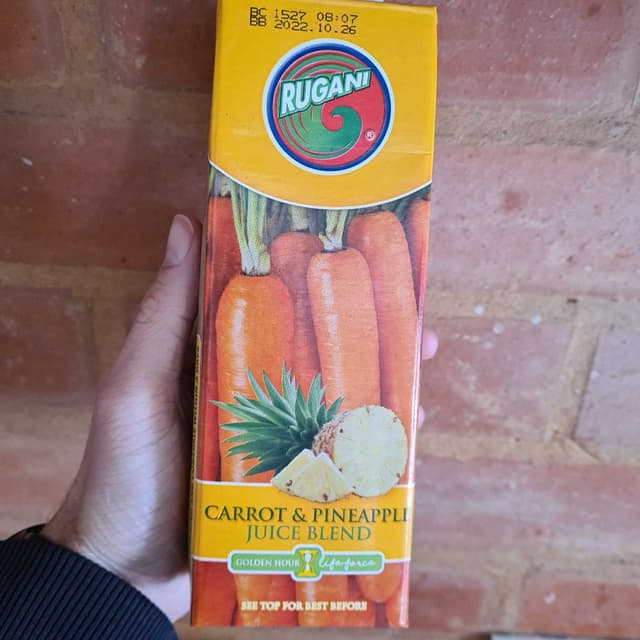 BC 1527 08:07
BB 2022.10.26
RUGANI
®
CARROT & PINEAPPLE
JUICE BLEND
GOLDEN HOUR life force
SEE TOP FOR BEST BEFORE